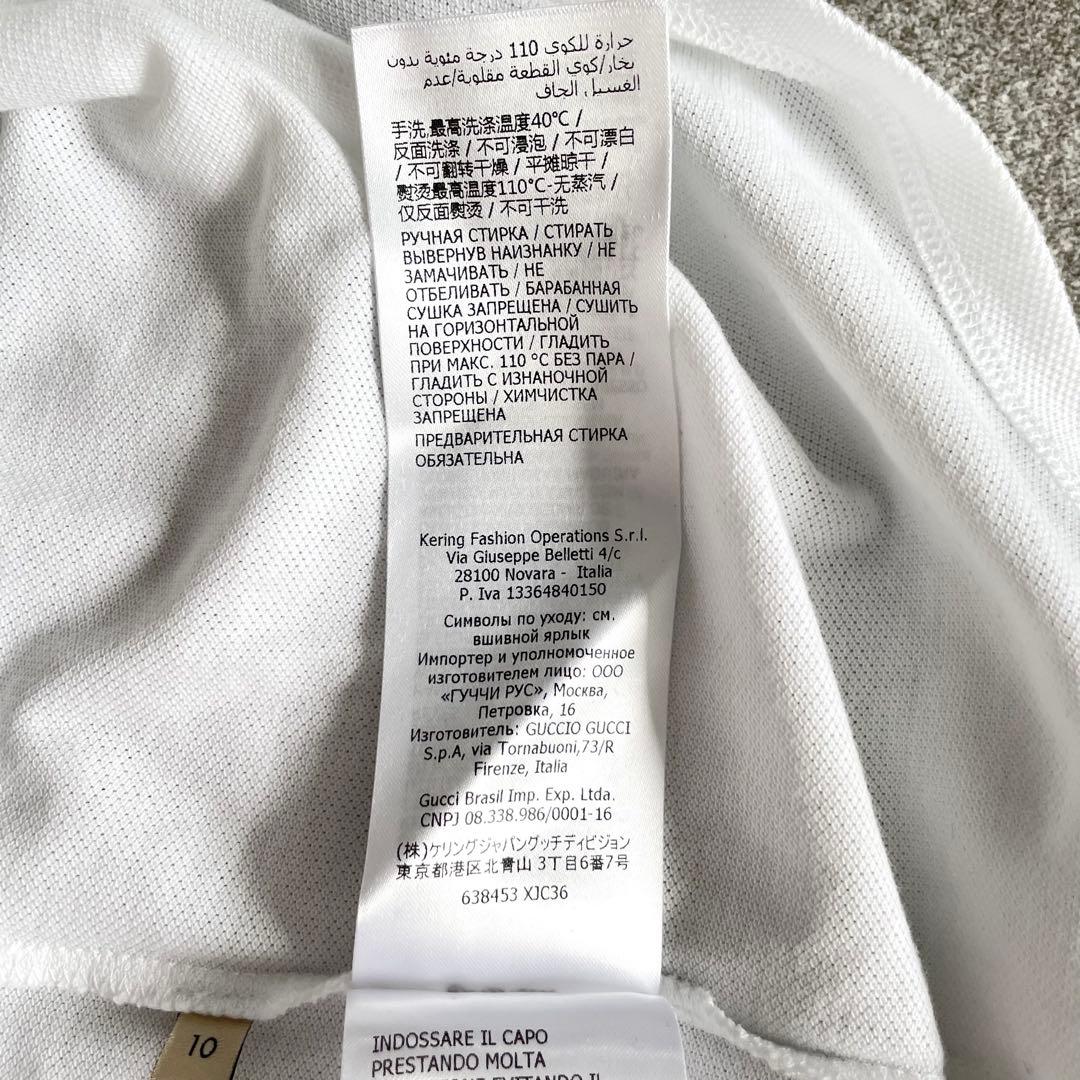 حرارة للكوي 110 درجة مئوية بدون
بخار/كوي القطعة مقلوبة/عدم
الغسيل الجاف
手洗,最高洗涤温度40°C /
反面洗涤 / 不可浸泡 / 不可漂白
/ 不可翻转干燥 / 平摊晾干 /
熨烫最高温度110°C-无蒸汽 /
仅反面熨烫 / 不可干洗
РУЧНАЯ СТИРКА / СТИРАТЬ
ВЫВЕРНУВ НАИЗНАНКУ / НЕ
ЗАМАЧИВАТЬ / НЕ
ОТБЕЛИВАТЬ / БАРАБАННАЯ
СУШКА ЗАПРЕЩЕНА / СУШИТЬ
НА ГОРИЗОНТАЛЬНОЙ
ПОВЕРХНОСТИ / ГЛАДИТЬ
ПРИ МАКС. 110 °C БЕЗ ПАРА /
ГЛАДИТЬ С ИЗНАНОЧНОЙ
СТОРОНЫ / ХИМЧИСТКА
ЗАПРЕЩЕНА
ПРЕДВАРИТЕЛЬНАЯ СТИРКА
ОБЯЗАТЕЛЬНА
Kering Fashion Operations S.r.l.
Via Giuseppe Belletti 4/c
28100 Novara - Italia
P. Iva 13364840150
Символы по уходу: см.
вшивной ярлык
Импортер и уполномоченное
изготовителем лицо: ООО
«ГУЧЧИ РУС», Москва,
Петровка, 16
Изготовитель: GUCCIO GUCCI
S.p.A, via Tornabuoni,73/R
Firenze, Italia
Gucci Brasil Imp. Exp. Ltda.
CNPJ 08.338.986/0001-16
(株)ケリングジャパングッチディビジョン
東京都港区北青山 3丁目6番7号
638453 XJC36
10
INDOSSARE IL CAPO
PRESTANDO MOLTA
EVITANDO IL